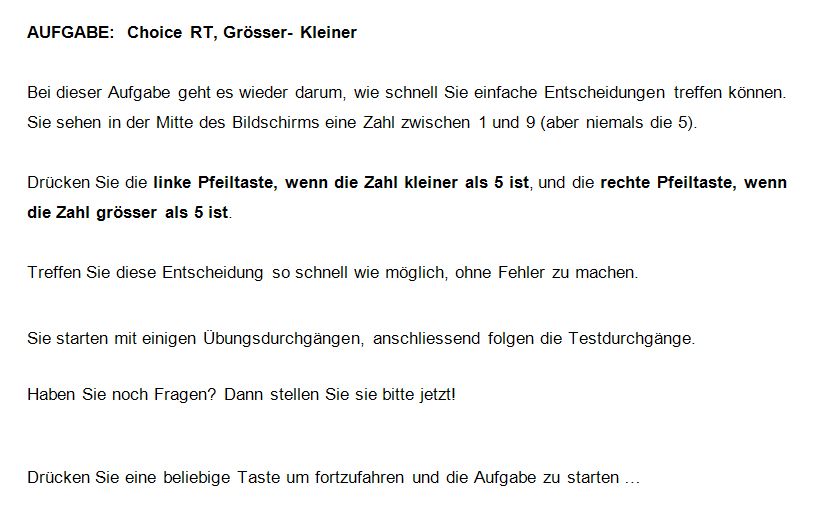 AUFGABE: Choice RT, Grösser- Kleiner
Bei dieser Aufgabe geht es wieder darum, wie schnell Sie einfache Entscheidungen treffen können.
Sie sehen in der Mitte des Bildschirms eine Zahl zwischen 1 und 9 (aber niemals die 5).
Drücken Sie die linke Pfeiltaste, wenn die Zahl kleiner als 5 ist, und die rechte Pfeiltaste, wenn
die Zahl grösser als 5 ist.
Treffen Sie diese Entscheidung so schnell wie möglich, ohne Fehler zu machen.
Sie starten mit einigen Übungsdurchgängen, anschliessend folgen die Testdurchgänge.
Haben Sie noch Fragen? Dann stellen Sie sie bitte jetzt!
Drücken Sie eine beliebige Taste um fortzufahren und die Aufgabe zu starten …